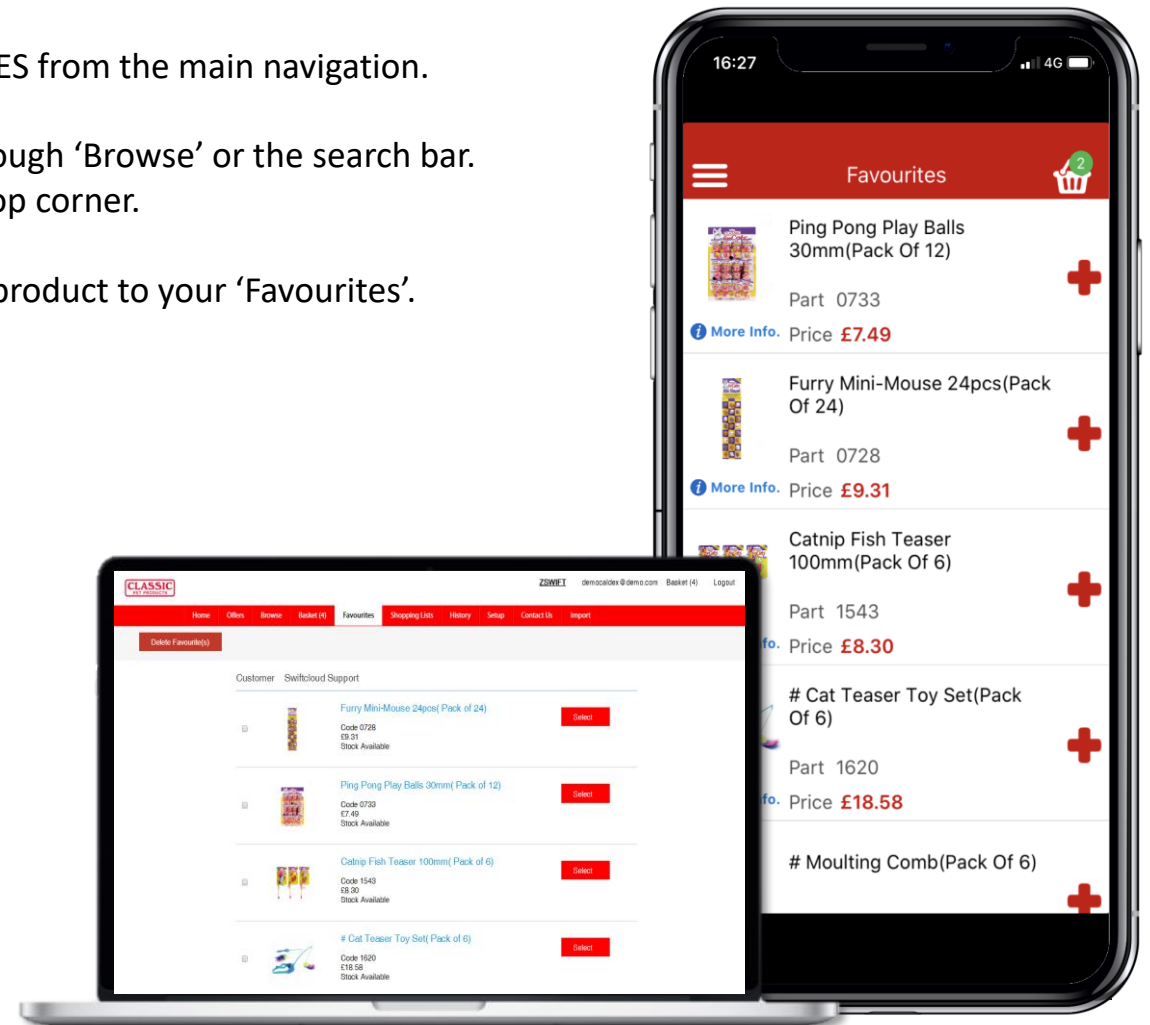 ES from the main navigation.
ough ‘Browse’ or the search bar.
op corner.
product to your ‘Favourites’.
16:27
4G
Favourites
2
Ping Pong Play Balls
30mm(Pack Of 12)
Part 0733
More Info. Price £7.49
Furry Mini-Mouse 24pcs(Pack
Of 24)
Part 0728
More Info. Price £9.31
Catnip Fish Teaser
100mm(Pack Of 6)
Part 1543
fo. Price £8.30
# Cat Teaser Toy Set(Pack
Of 6)
Part 1620
fo. Price £18.58
# Moulting Comb(Pack Of 6)
CLASSIC
PET PRODUCTS
ZSWIFT democaldex@demo.com Basket (4) Logout
Home Offers Browse Basket (4) Favourites Shopping Lists History Setup Contact Us Import
Delete Favourite(s)
Customer Swiftcloud Support
Furry Mini-Mouse 24pcs( Pack of 24)
Select
Code 0728
£9.31
Stock Available
Ping Pong Play Balls 30mm( Pack of 12)
Select
Code 0733
£7.49
Stock Available
Catnip Fish Teaser 100mm( Pack of 6)
Select
Code 1543
£8.30
Stock Available
# Cat Teaser Toy Set( Pack of 6)
Select
Code 1620
£18.58
Stock Available